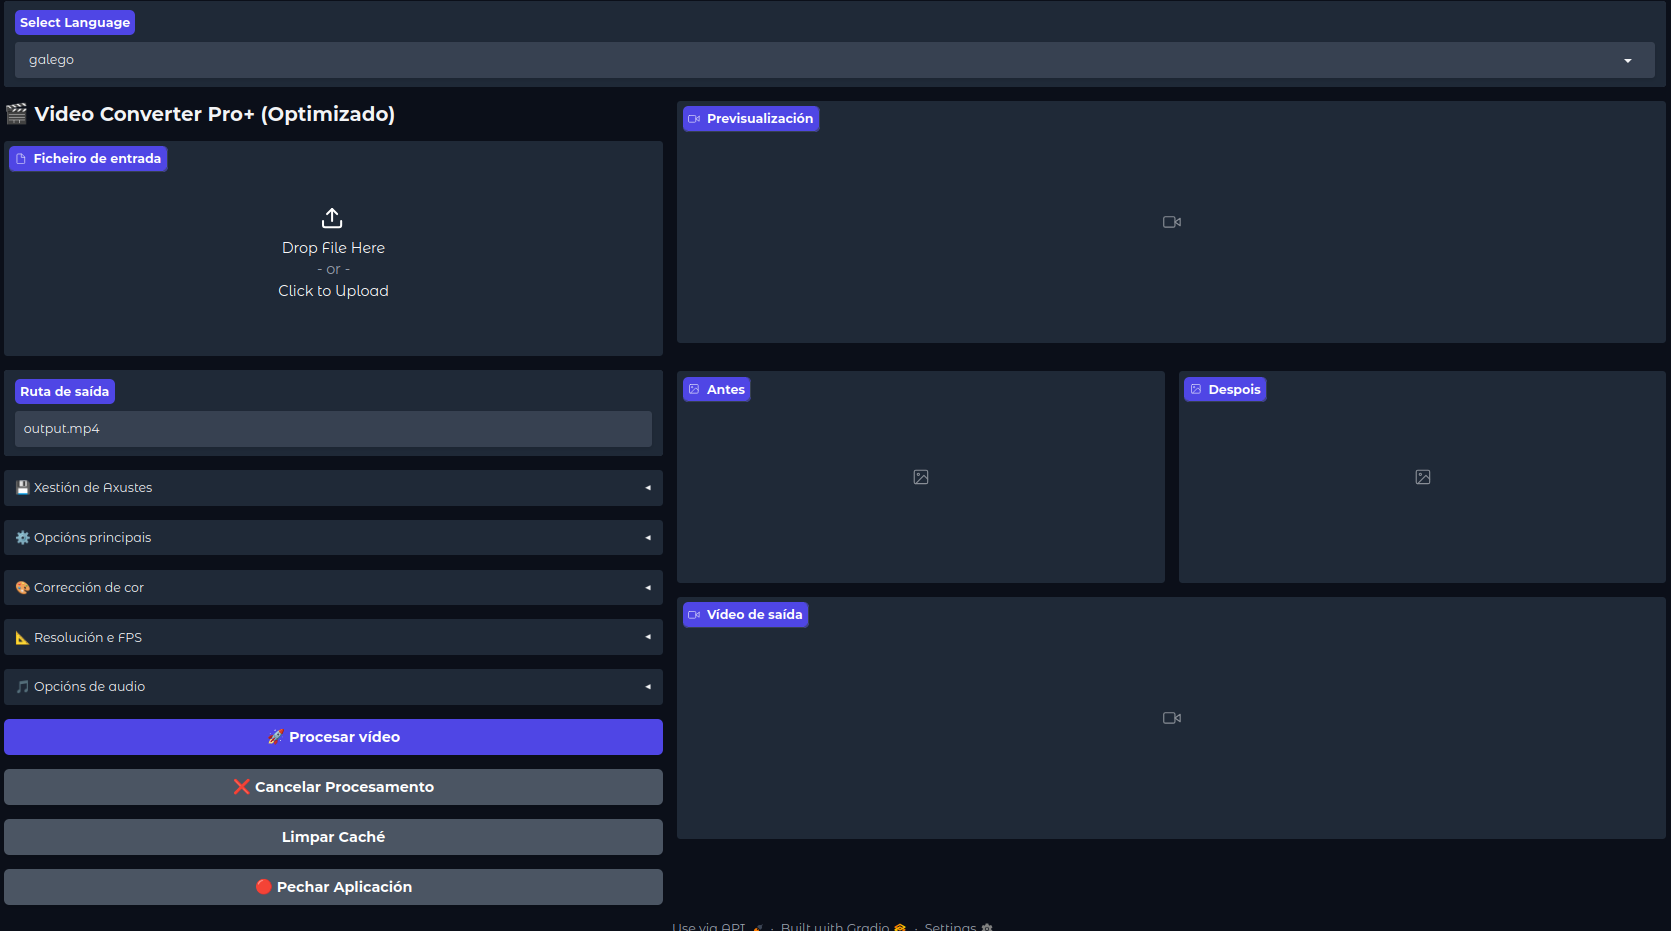 Select Language
galego
Video Converter Pro+ (Optimizado)
Ficheiro de entrada
Drop File Here
- or -
Click to Upload
Ruta de saída
output.mp4
Xestión de Axustes
Opcións principais
Corrección de cor
Resolución e FPS
Opcións de audio
Procesar vídeo
Cancelar Procesamento
Limpar Caché
Pechar Aplicación
Previsualización
Antes
Despois
Vídeo de saída
Use via API · Built with Gradio · Settings